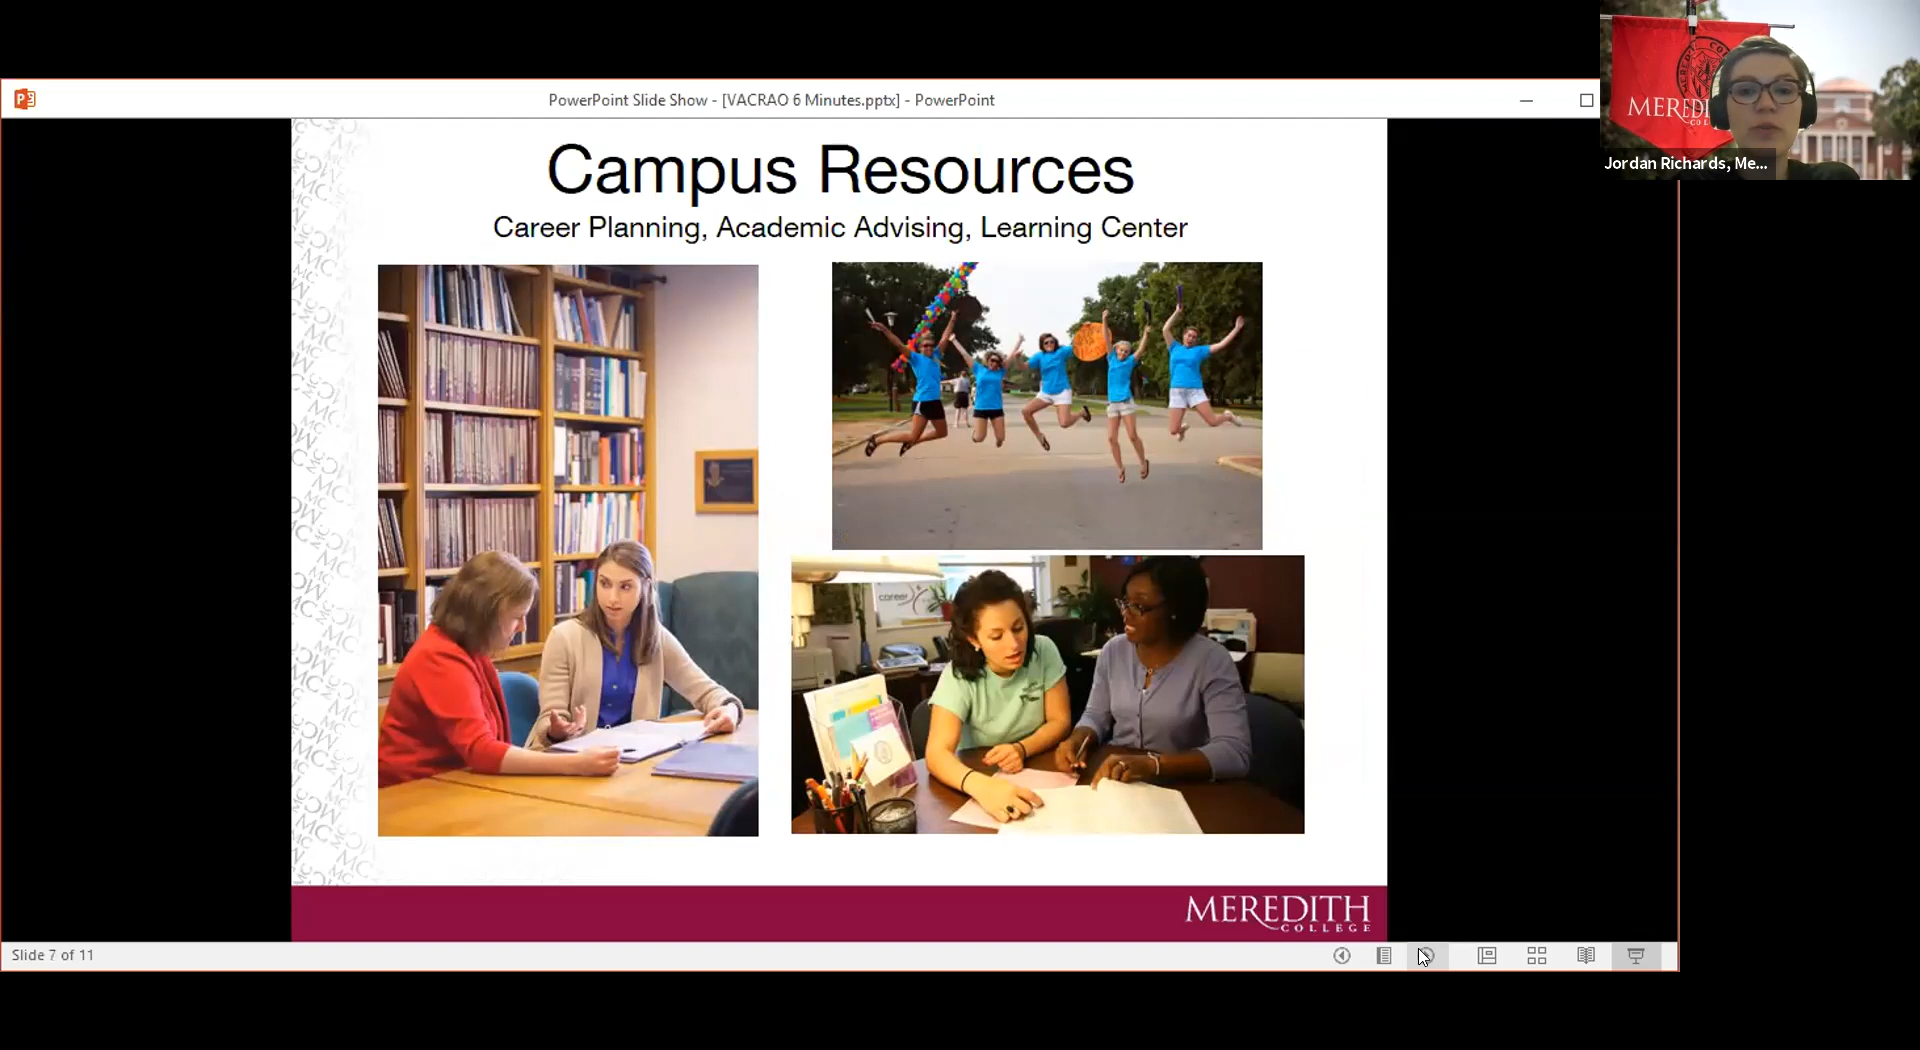 PowerPoint Slide Show - [VACRAO 6 Minutes.pptx] - PowerPoint
MEREDI
COL
Jordan Richards, Me...
Campus Resources
Career Planning, Academic Advising, Learning Center
career
MEREDITH
COLLEGE
Slide 7 of 11